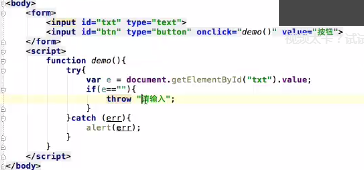 <body>
<form>
<input id="txt" type="text">
<input id="btn" type="button" onclick="demo()" value="按钮">
</form>
<script>
function demo(){
try{
var e = document.getElementById("txt").value;
if(e==""){
throw "请输入";
}
}catch (err){
alert(err);
}
}
</script>
</body>